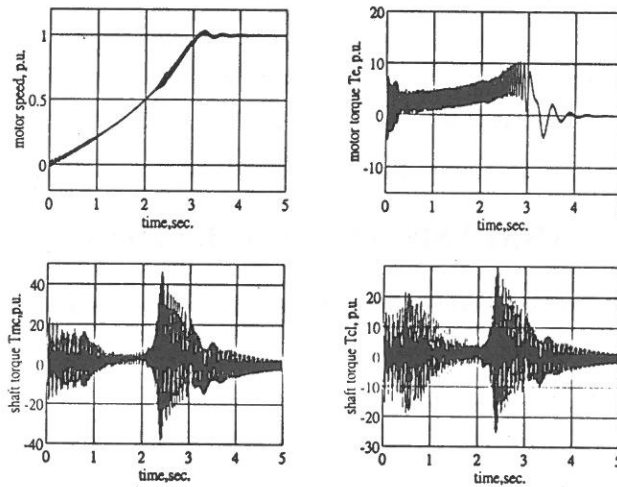 motor speed, p.u.
1
0.5
0
0 1 2 3 4 5
time,sec.
motor torque Te, p.u.
20
10
0
-10
0 1 2 3 4
time,sec.
shaft torque Tmc,p.u.
40
20
0
-20
-40
0 1 2 3 4 5
time,sec.
shaft torque Tcl, p.u.
30
20
10
0
-10
-20
-30
0 1 2 3 4 5
time,sec.